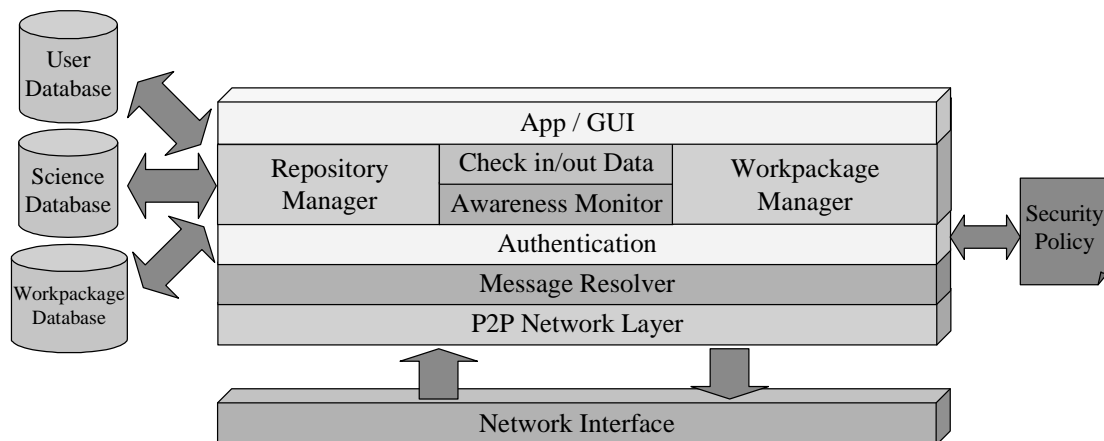 User
Database
Science
Database
Workpackage
Database
App / GUI
Repository
Manager
Check in/out Data
Awareness Monitor
Workpackage
Manager
Authentication
Message Resolver
P2P Network Layer
Network Interface
Security
Policy